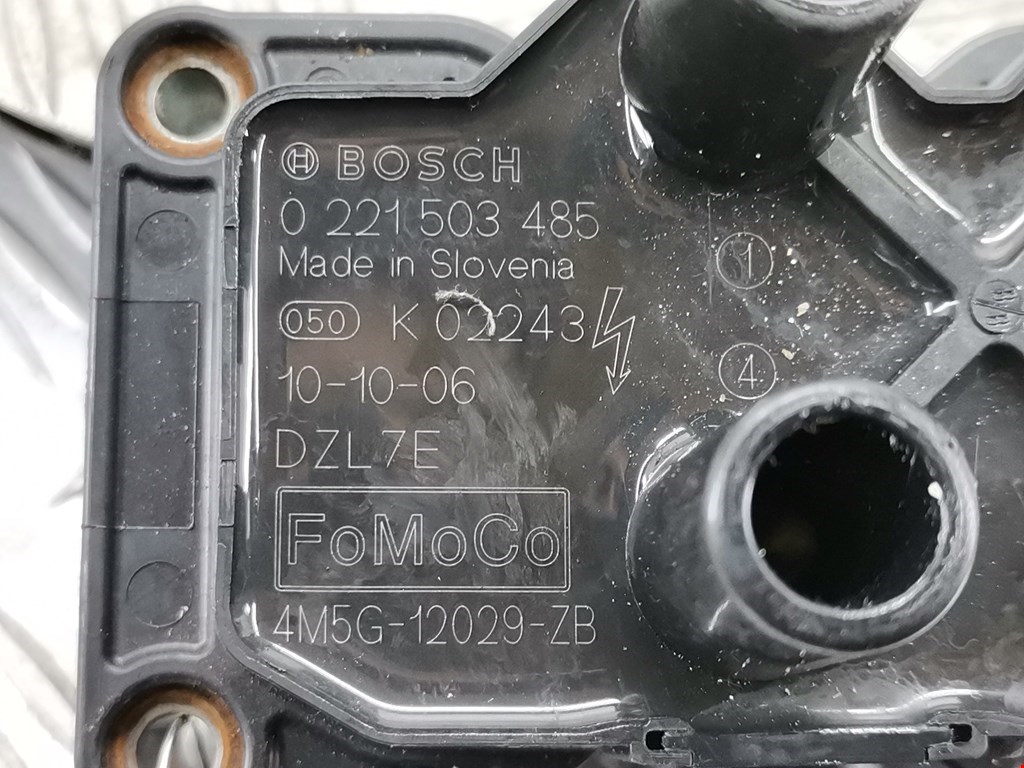 BOSCH
0 221 503 485
Made in Slovenia
050 K 02243
10-10-06
DZL7E
FoMoCo
4M5G-12029-ZB
1
4